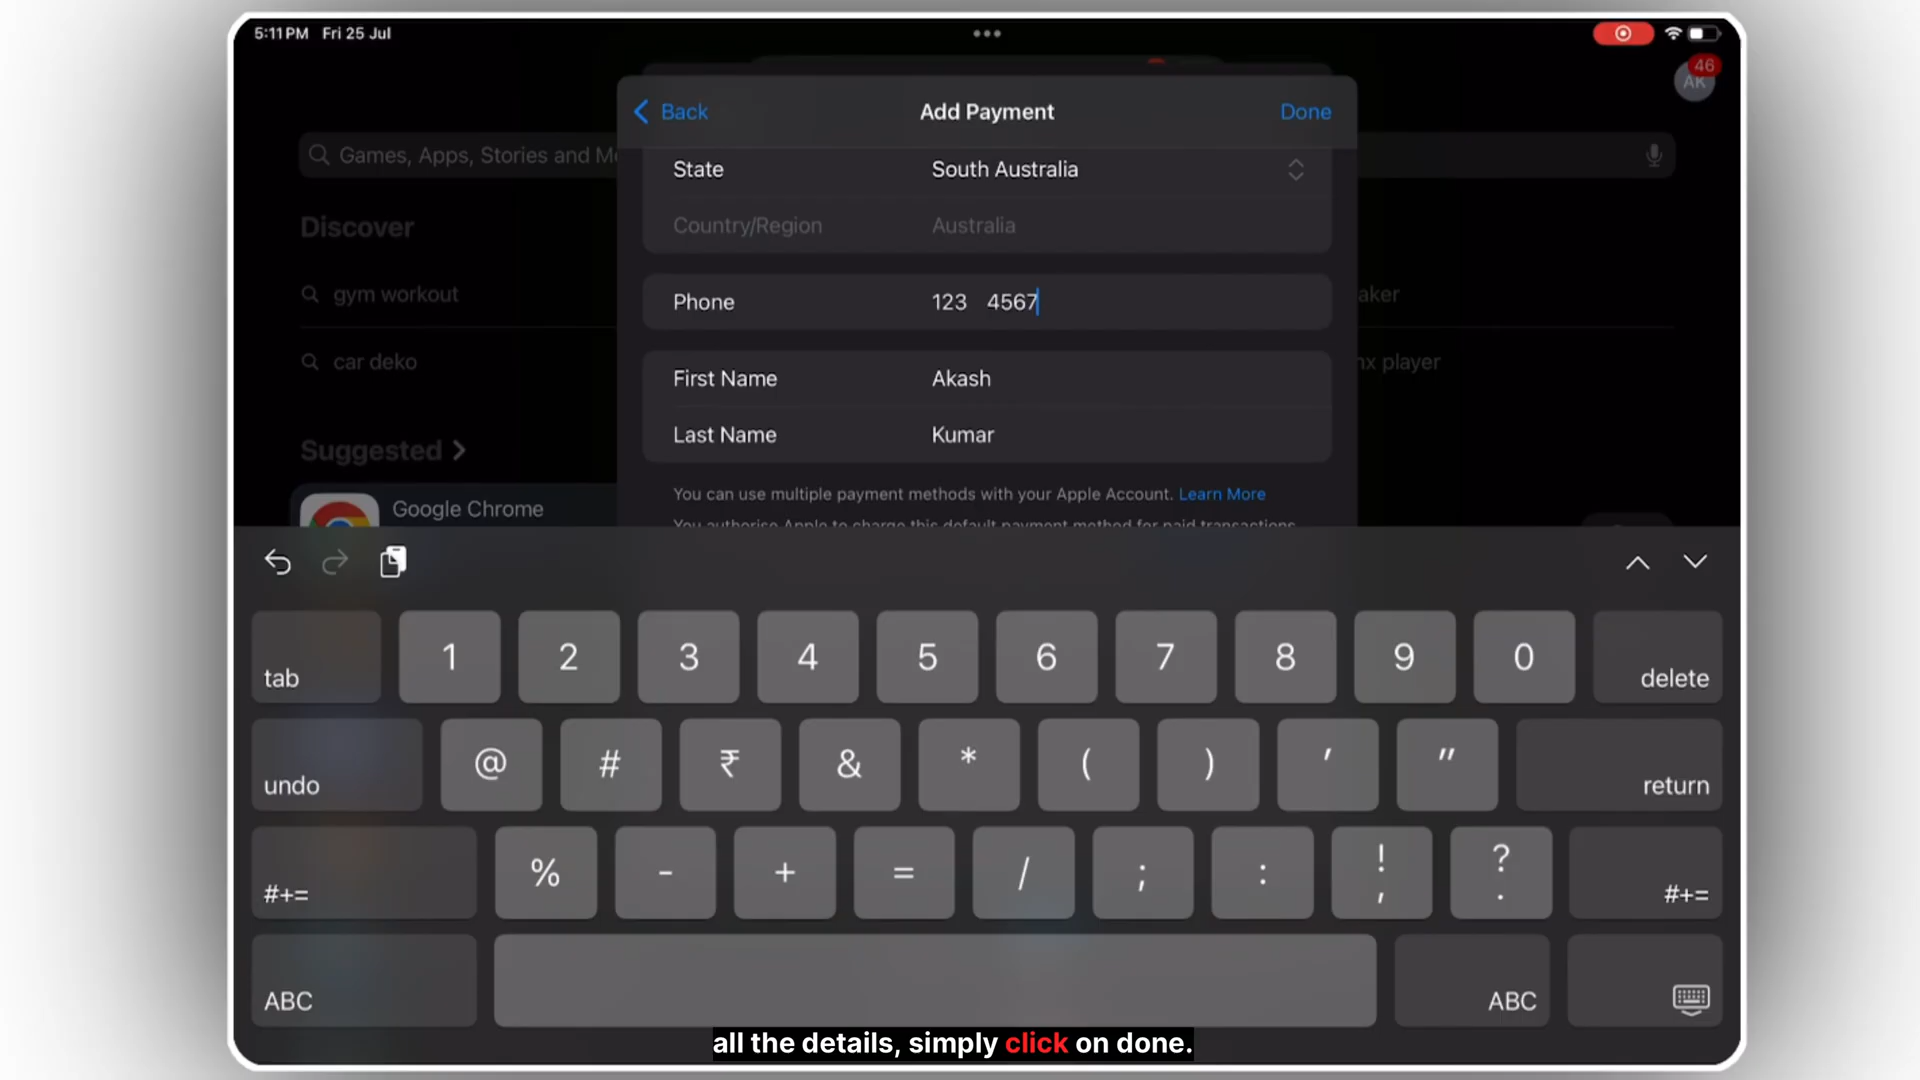 5:11 PM Fri 25 Jul
46
AK
Back
Add Payment
Done
Games, Apps, Stories and Mo
State
South Australia
Country/Region
Australia
Discover
gym workout
aker
Phone
123 4567
car deko
nx player
First Name
Akash
Last Name
Kumar
Suggested
You can use multiple payment methods with your Apple Account. Learn More
Google Chrome
You authorise Apple to charge this default payment method for paid transactions
tab 1 2 3 4 5 6 7 8 9 0 delete
undo @ # ₹ & * ( ) ' " return
#+= % - + = / ; : ! , ? . #+=
ABC ABC
all the details, simply click on done.